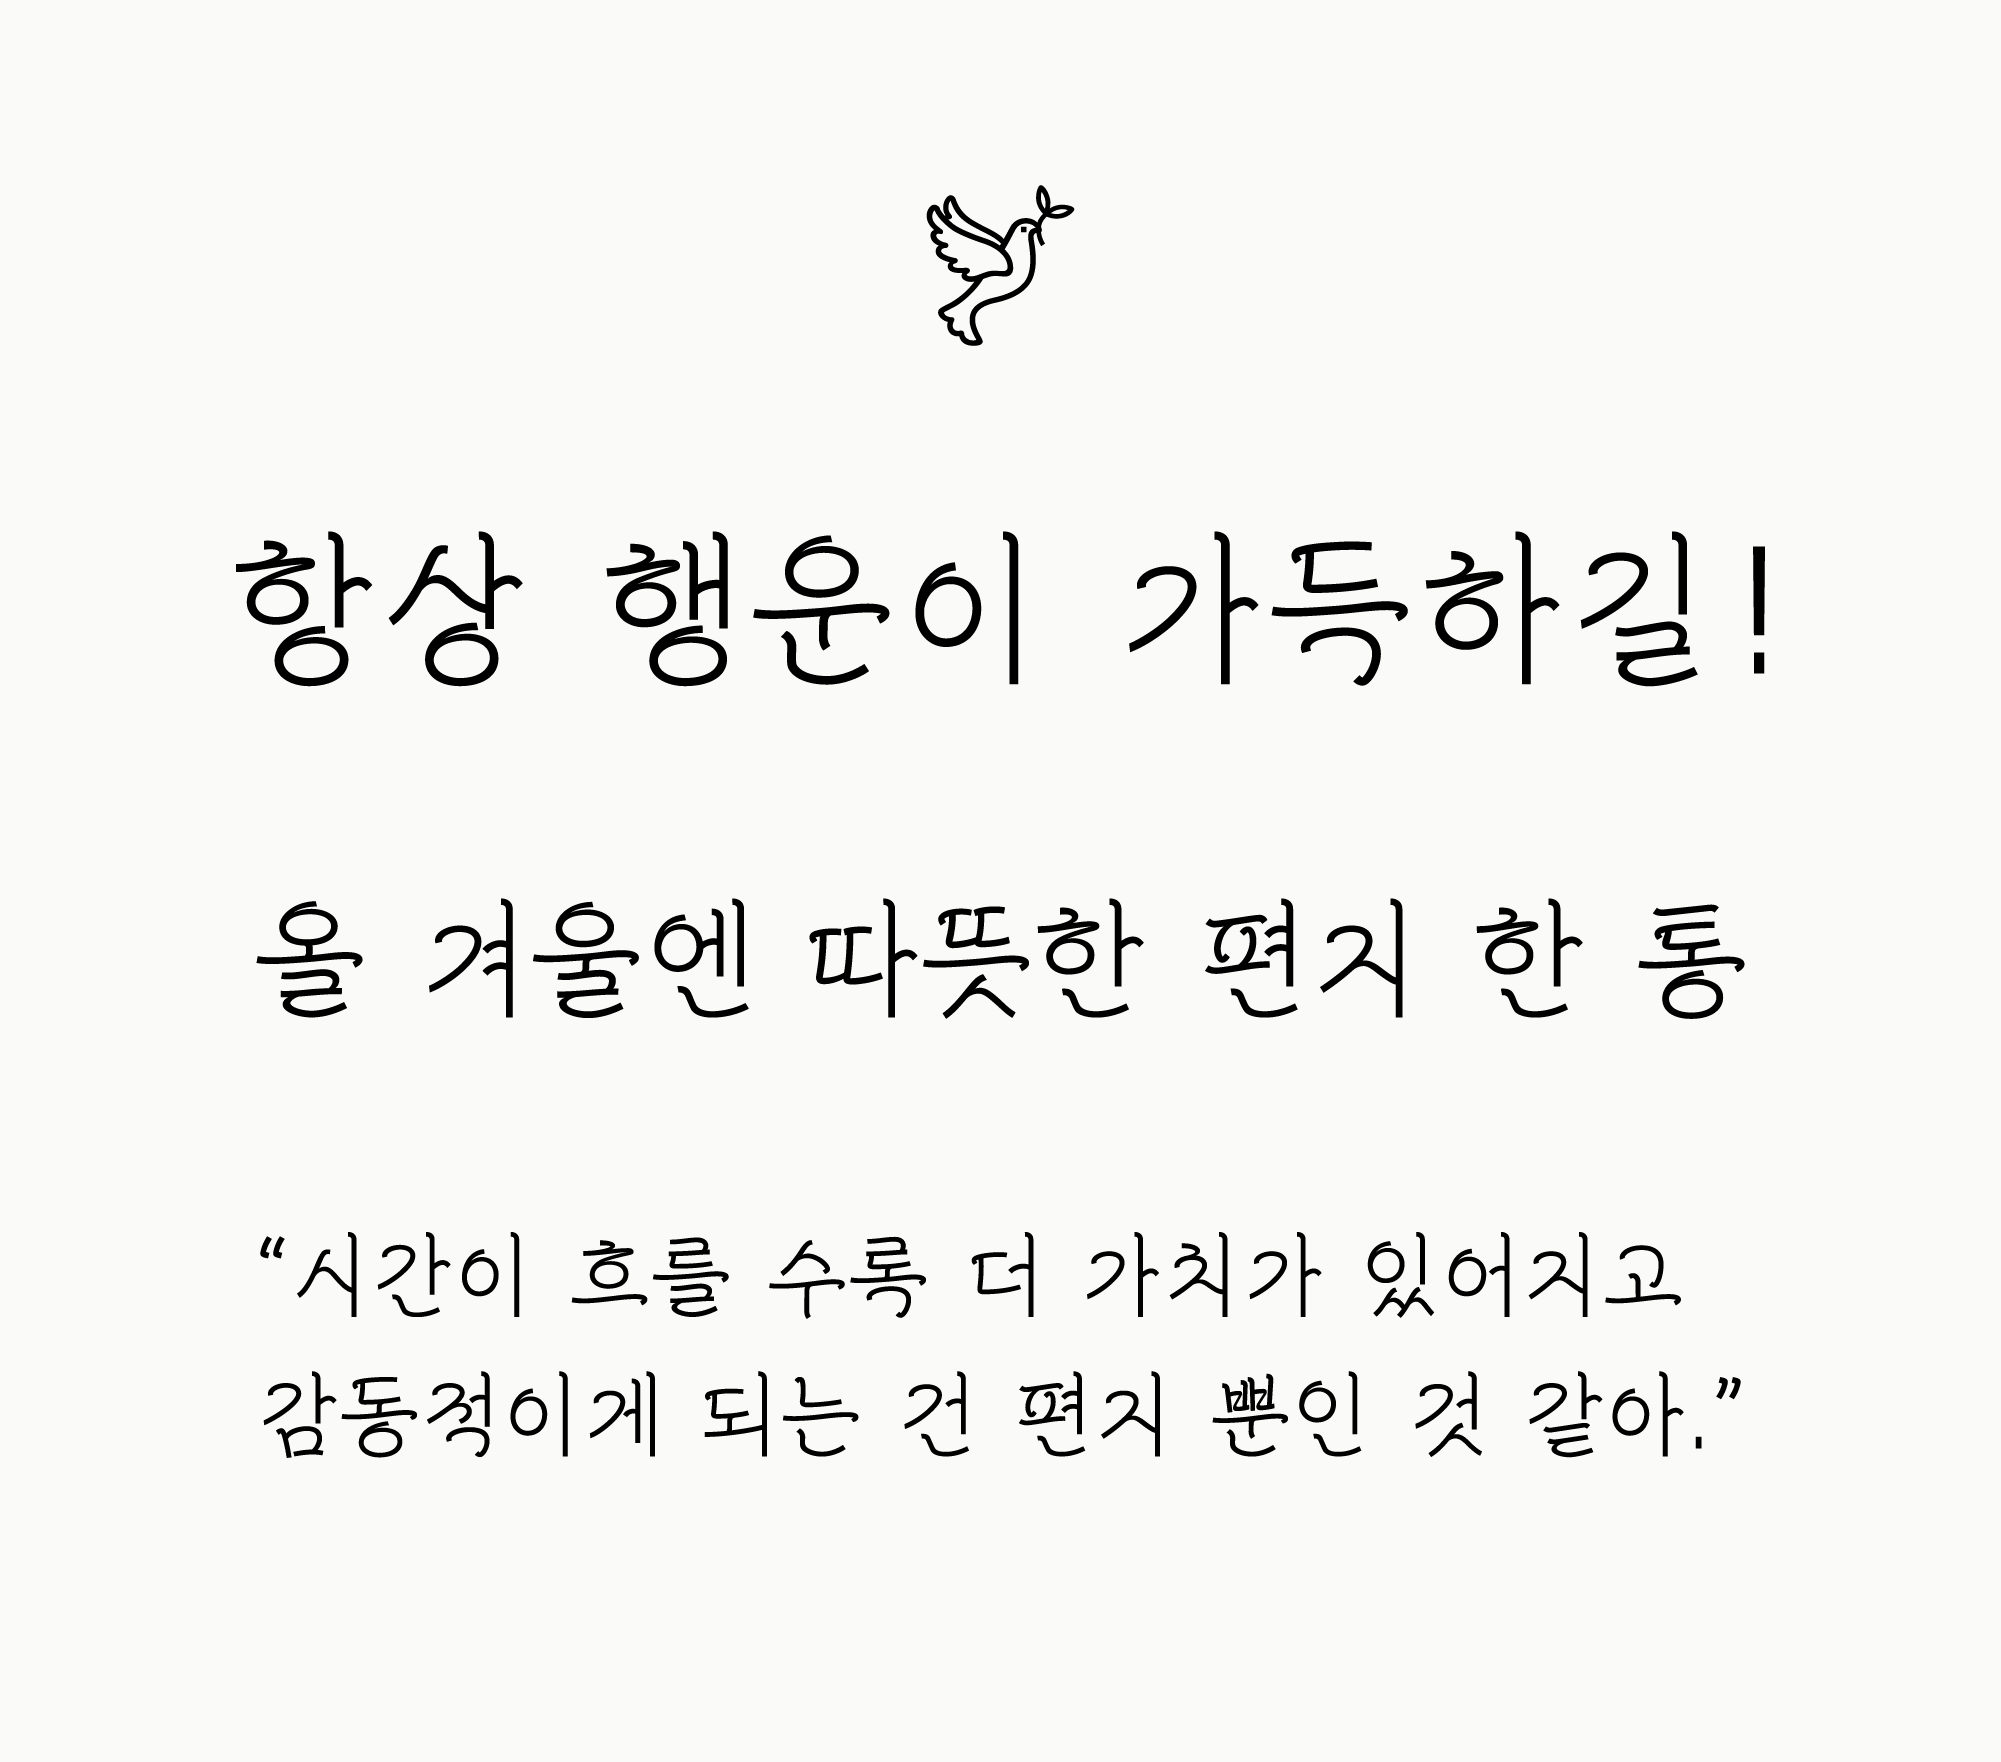 항상 행운이 가득하길!
올 겨울엔 따뜻한 편지 한 통
“시간이 흐를 수록 더 가치가 있어지고
감동적이게 되는 건 편지 뿐인 것 같아.”